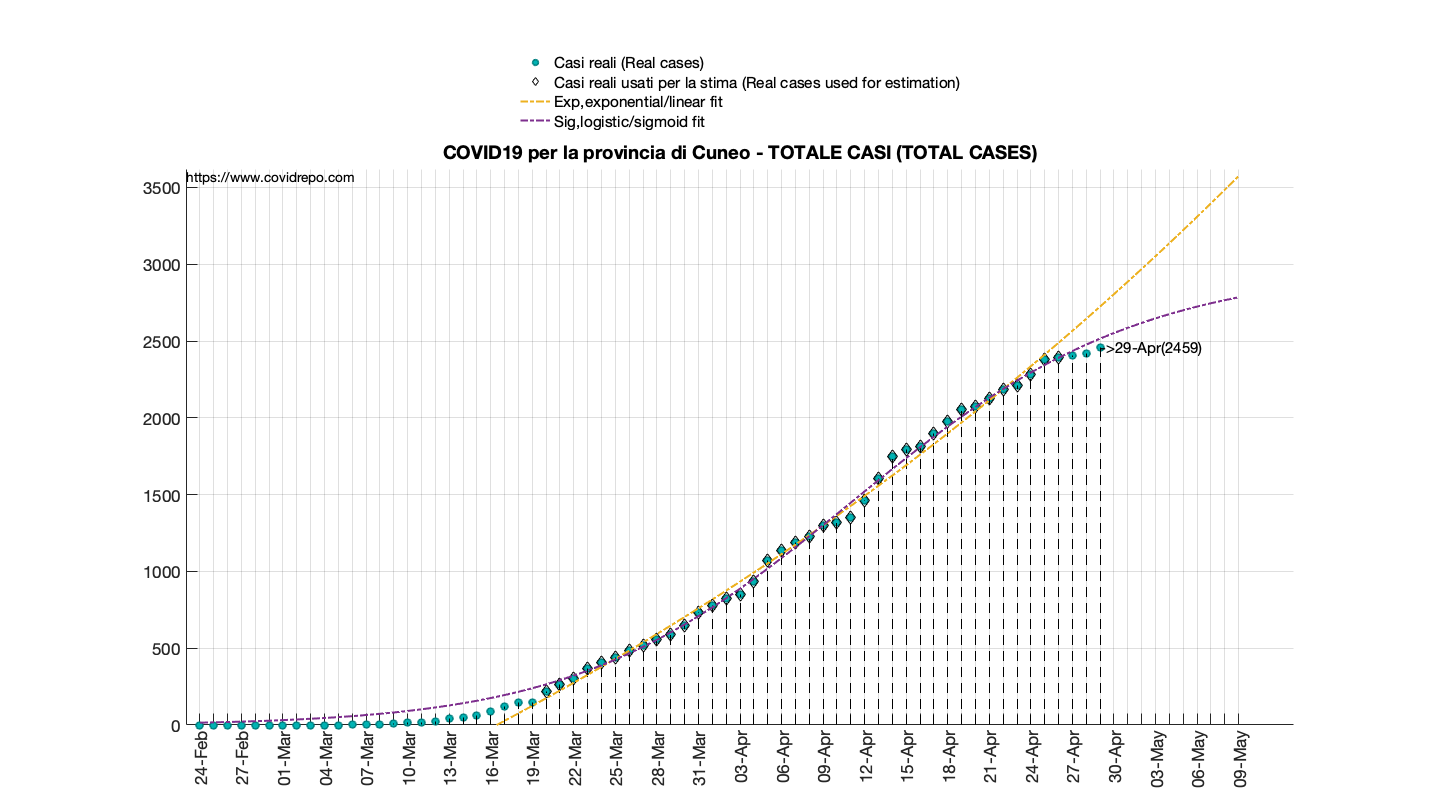 Casi reali (Real cases)
Casi reali usati per la stima (Real cases used for estimation)
Exp,exponential/linear fit
Sig,logistic/sigmoid fit
COVID19 per la provincia di Cuneo - TOTALE CASI (TOTAL CASES)
https://www.covidrepo.com
3500
3000
2500
2000
1500
1000
500
0
->29-Apr(2459)
24-Feb
27-Feb
01-Mar
04-Mar
07-Mar
10-Mar
13-Mar
16-Mar
19-Mar
22-Mar
25-Mar
28-Mar
31-Mar
03-Apr
06-Apr
09-Apr
12-Apr
15-Apr
18-Apr
21-Apr
24-Apr
27-Apr
30-Apr
03-May
06-May
09-May